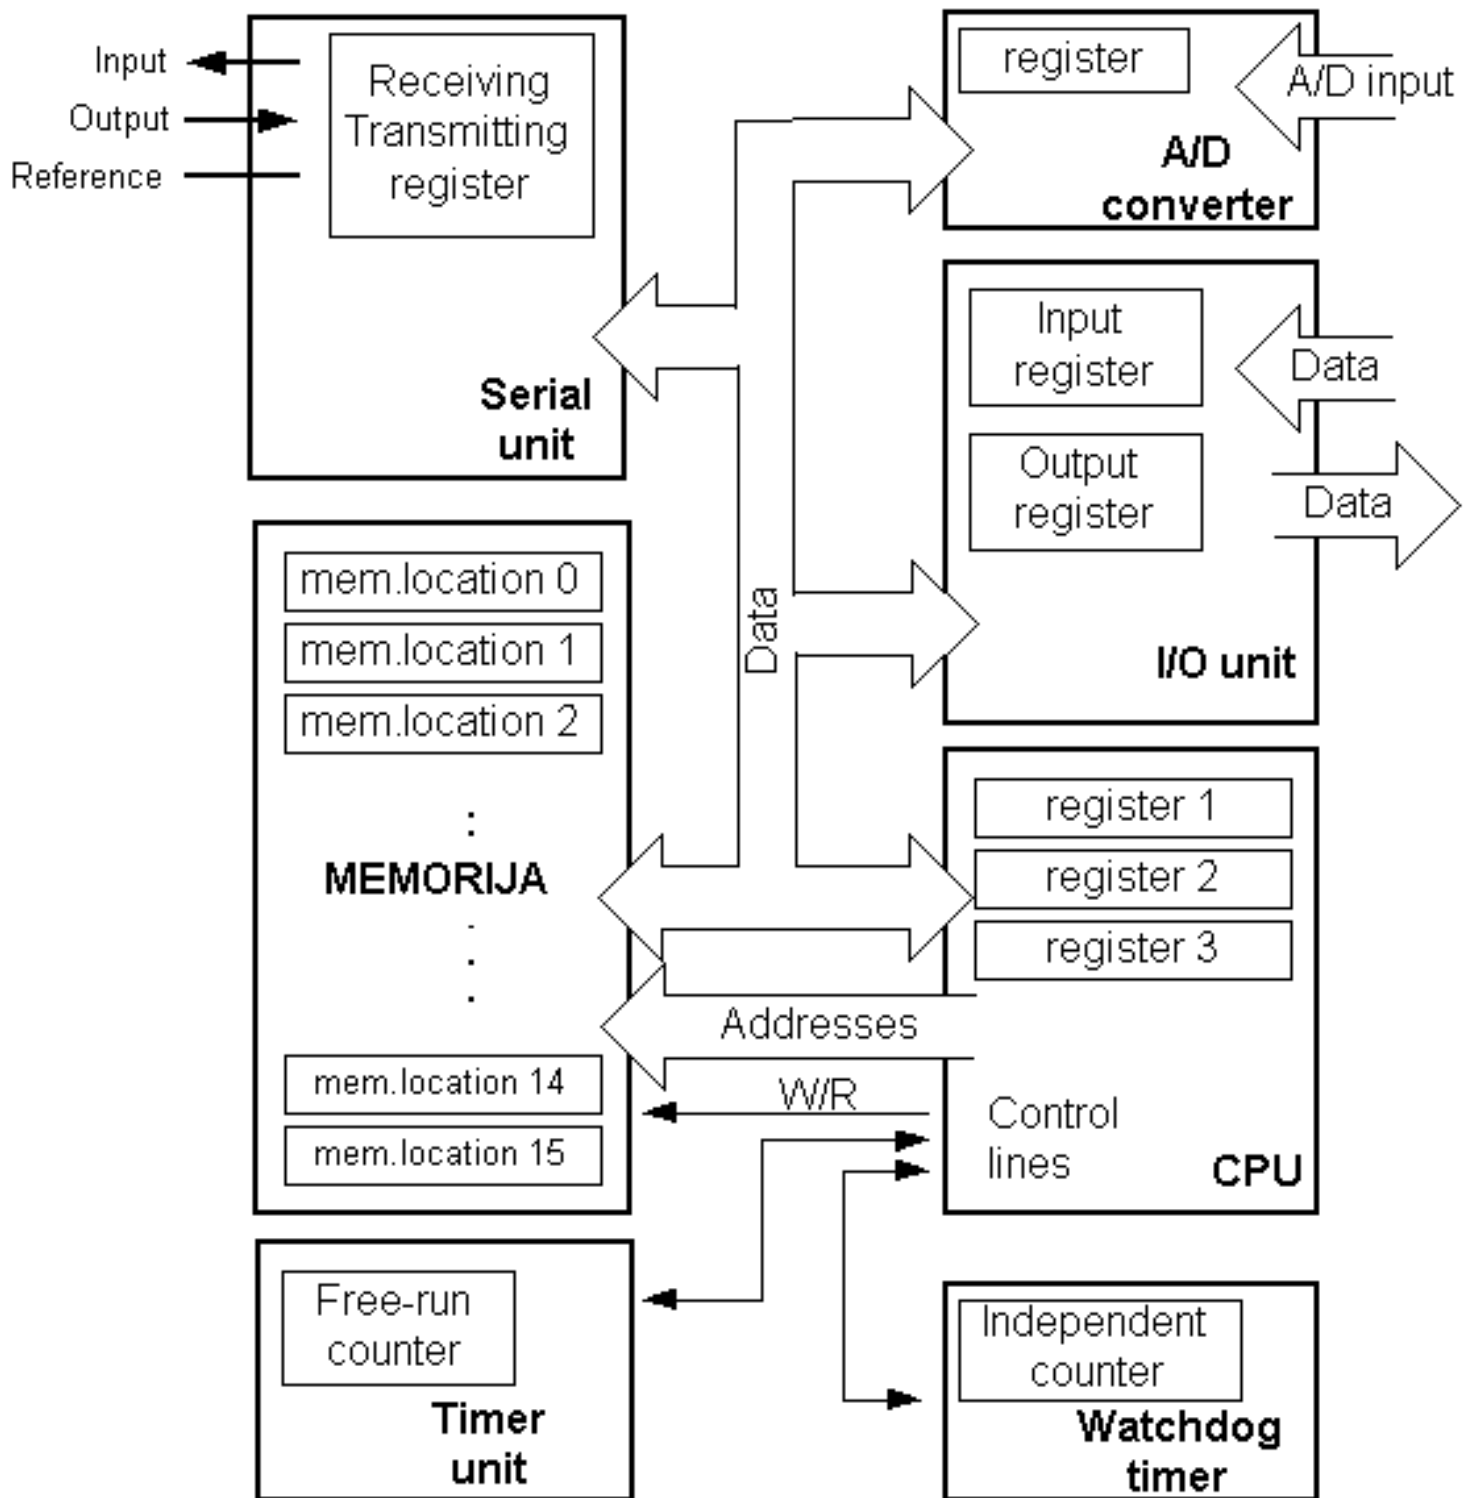 Input
Output
Reference
Receiving
Transmitting
register
Serial
unit
register
A/D input
A/D
converter
Input
register
Data
Output
register
Data
I/O unit
Data
mem.location 0
mem.location 1
mem.location 2
:
MEMORIJA
.
.
.
mem.location 14
mem.location 15
register 1
register 2
register 3
Addresses
W/R
Control
lines
CPU
Free-run
counter
Timer
unit
Independent
counter
Watchdog
timer